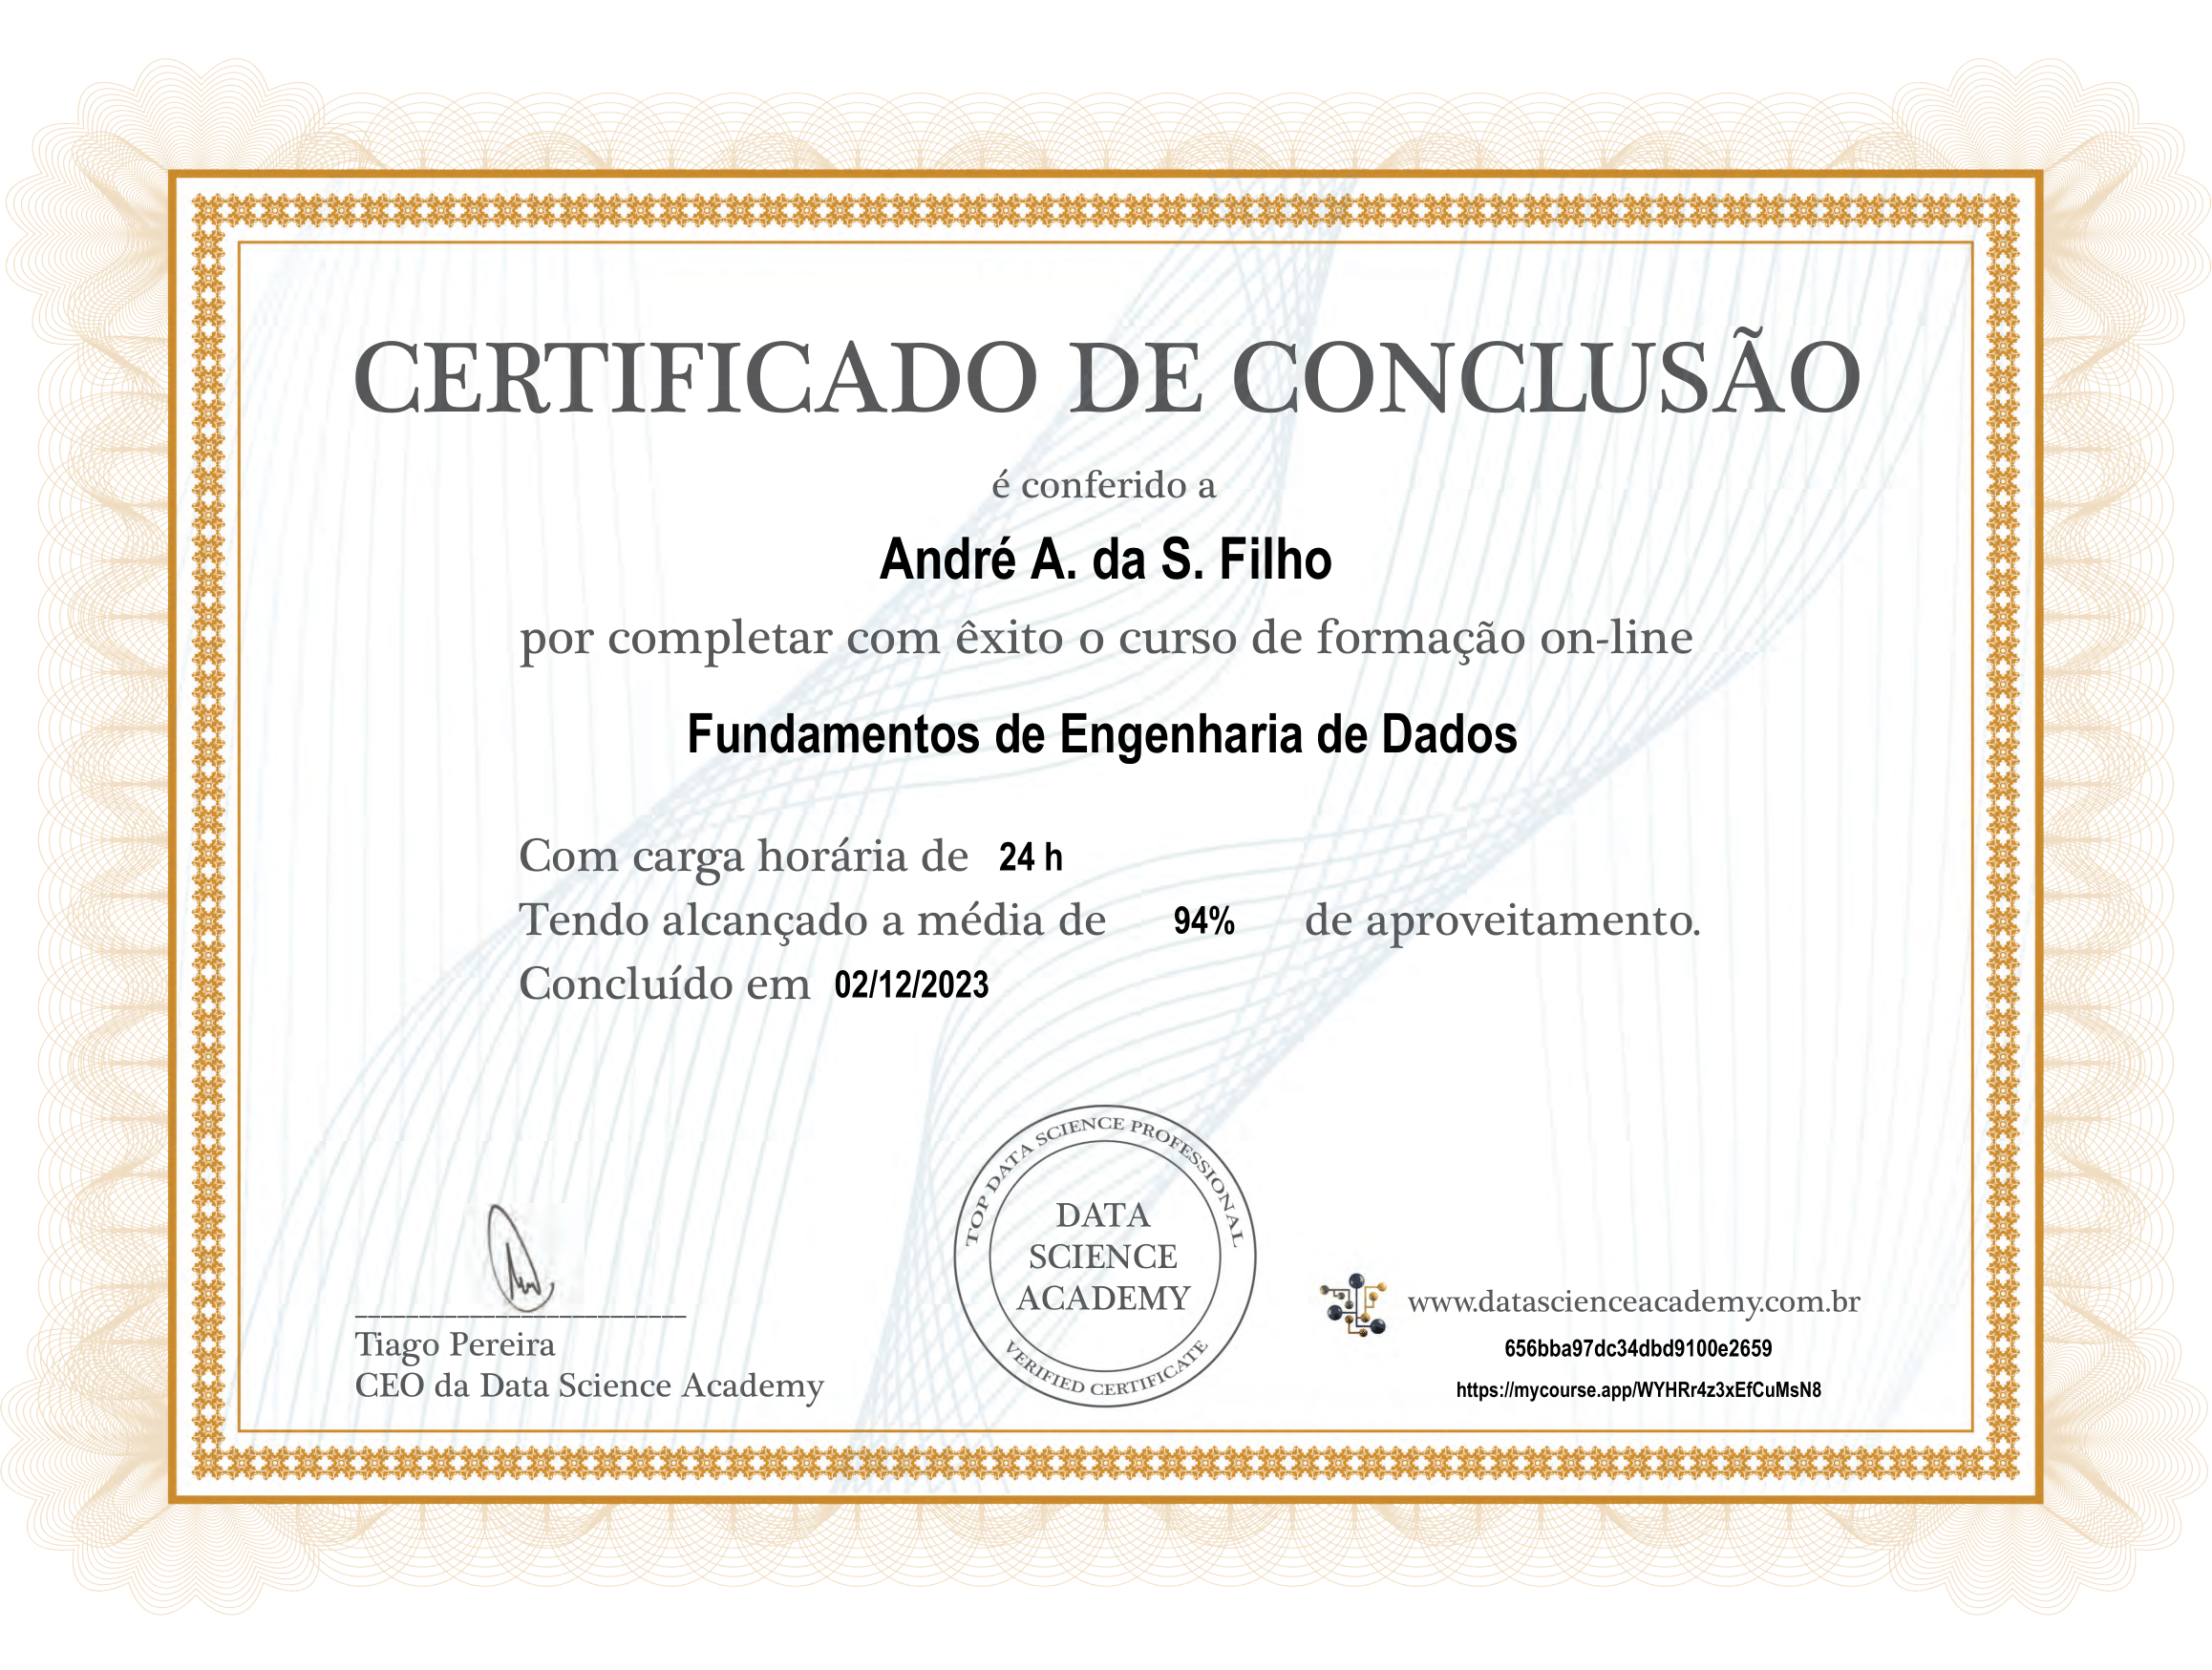 CERTIFICADO DE CONCLUSÃO
é conferido a
André A. da S. Filho
por completar com êxito o curso de formação on-line
Fundamentos de Engenharia de Dados
Com carga horária de 24 h
Tendo alcançado a média de 94% de aproveitamento.
Concluído em 02/12/2023
TOP DATA SCIENCE PROFESSIONAL
DATA
SCIENCE
ACADEMY
VERIFIED CERTIFICATE
Tiago Pereira
CEO da Data Science Academy
www.datascienceacademy.com.br
656bba97dc34dbd9100e2659
https://mycourse.app/WYHRr4z3xEfCuMsN8